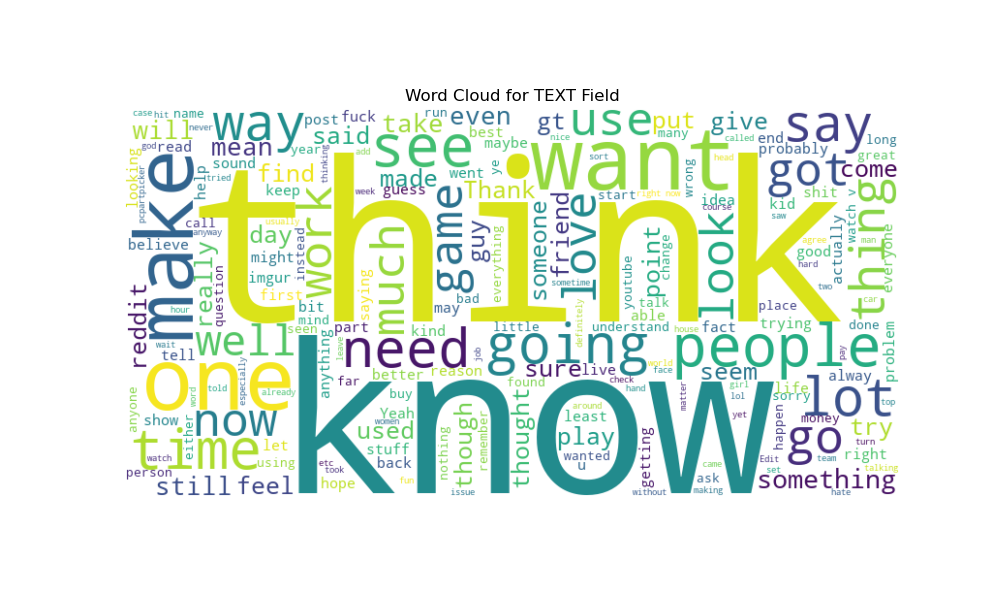 Word Cloud for TEXT Field
case hit name
never
will
way
post fuck
run
even
gt
use
put
many
give
best
maybe
called
end
say
long
god read
mean
year
said
take
see
nice
probably
great
looking
tried
sound
find
thinking
add
made
went
ye
want
sort
wrong
head
got
come
pcpartpicker
help
keep
week
guess
Thank
start
right now
idea
kid
shit
watch v
make
think
work
much
game
guy
everything
someone
friend
love
course
saw
look
thing
call
usually
anyway
believe
really
question
day
might
instead
imgur
first
saying
bit
mind
seen
may
bad
sometime
youtube
point
change
talk
able
agree
man
good
hard
actually
everyone
two
car
place
reddit
hour
wait
tell
well
part
kind
little
definitely
understand
house
fact
trying
done
problem
anything
leave
need
job
going
people
pay
far
better
reason
sure
live
world
face
seem
alway
one
especially
already
told
word
found
check
hand
matter
girl
lol
life
sorry
lot
top
anyone
show
either
now
buy
Yeah
women
used
stuff
back
nothing
though
remember
thought
around
least
play
wanted
u
yet
happen
money
go
team
try
turn
right
time
watch
person
let
using
etc
took
hope
fun
know
issue
getting
without
came
ask
making
Edit
set
talking
something
hate
still
feel